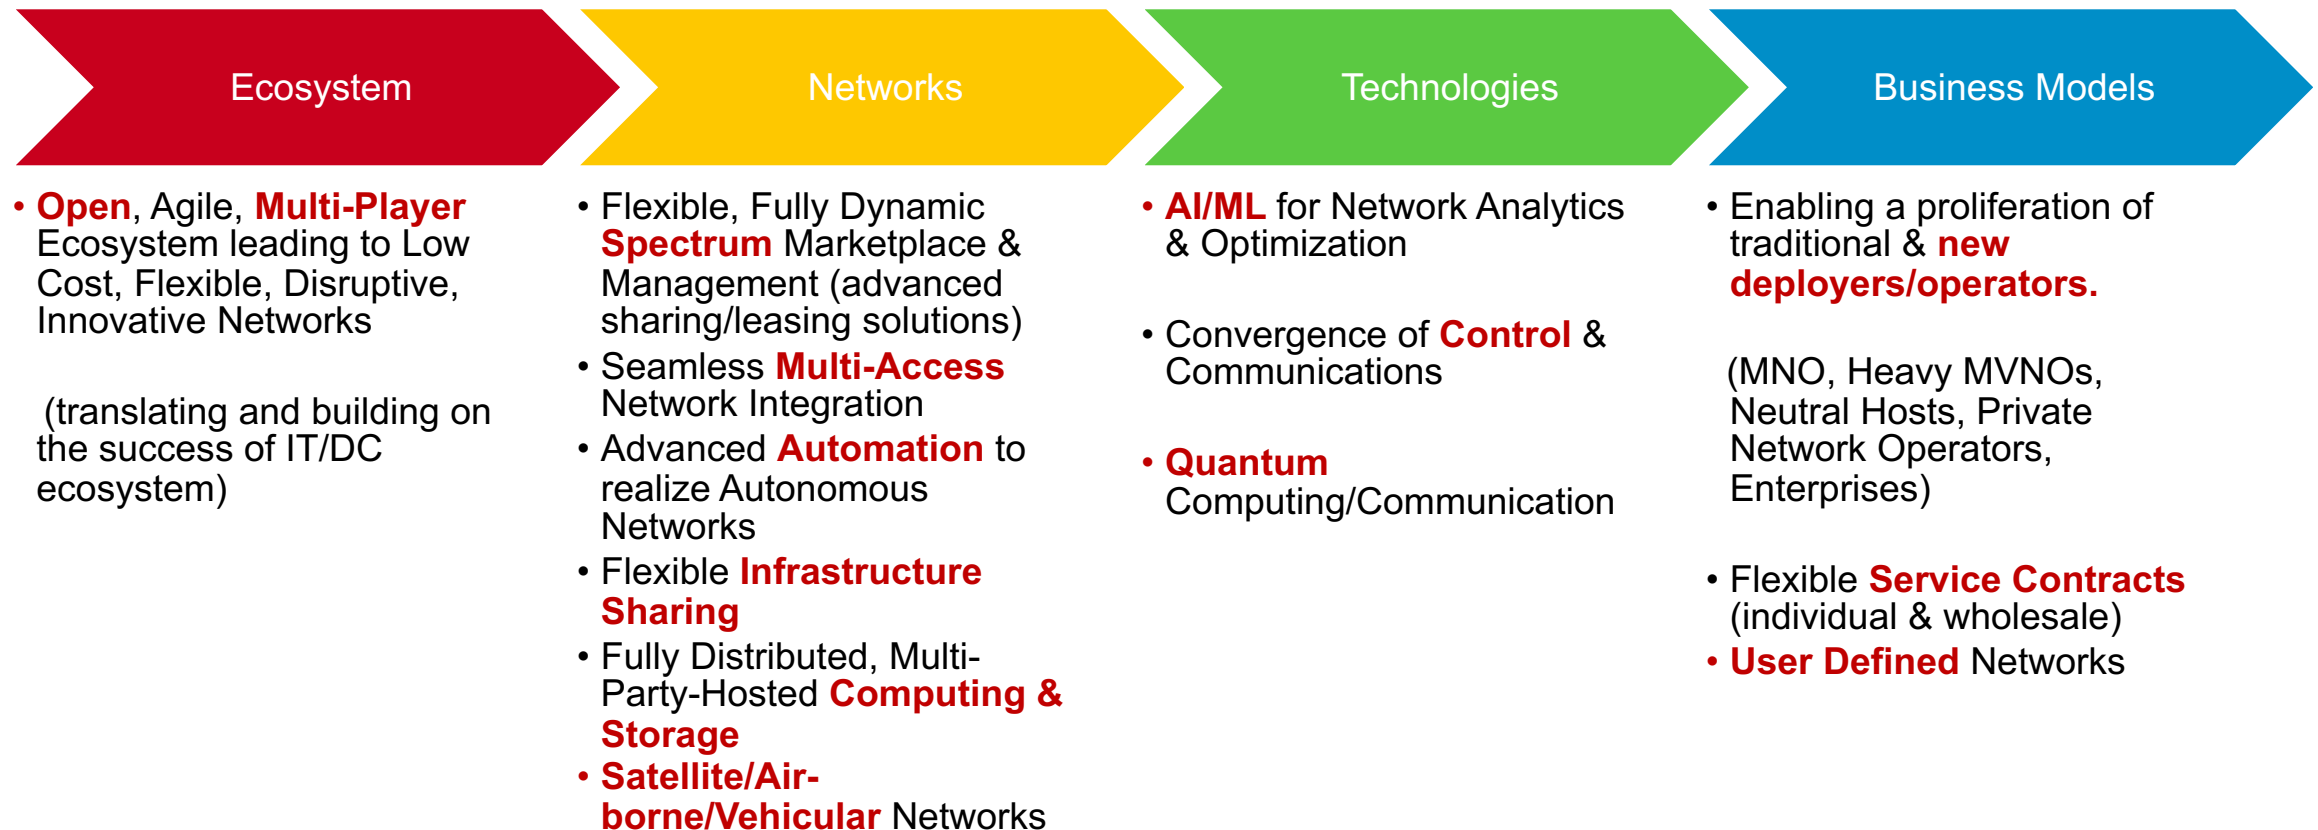 Ecosystem
Networks
Technologies
Business Models
• Open, Agile, Multi-Player
Ecosystem leading to Low
Cost, Flexible, Disruptive,
Innovative Networks
(translating and building on
the success of IT/DC
ecosystem)
• Flexible, Fully Dynamic
Spectrum Marketplace &
Management (advanced
sharing/leasing solutions)
• Seamless Multi-Access
Network Integration
• Advanced Automation to
realize Autonomous
Networks
• Flexible Infrastructure
Sharing
• Fully Distributed, Multi-
Party-Hosted Computing &
Storage
• Satellite/Air-
borne/Vehicular Networks
• AI/ML for Network Analytics
& Optimization
• Convergence of Control &
Communications
• Quantum
Computing/Communication
• Enabling a proliferation of
traditional & new
deployers/operators.
(MNO, Heavy MVNOs,
Neutral Hosts, Private
Network Operators,
Enterprises)
• Flexible Service Contracts
(individual & wholesale)
• User Defined Networks